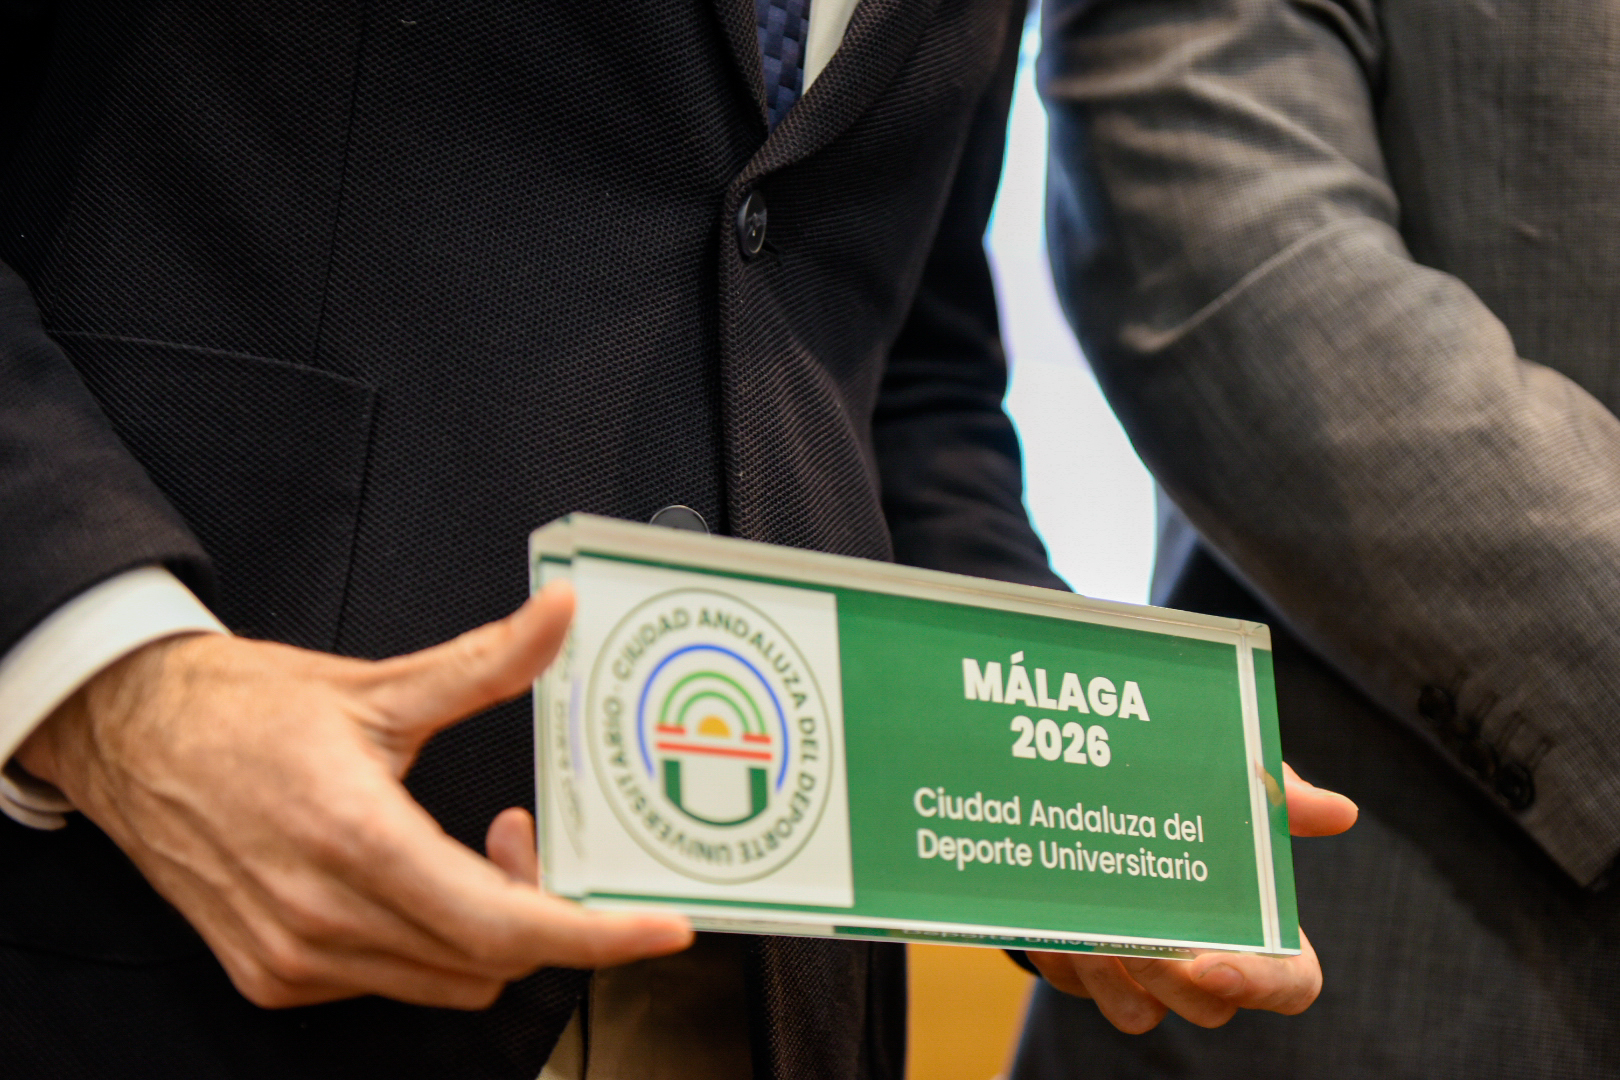 CIUDAD ANDALUZA DEL DEPORTE UNIVERSITARIO
MÁLAGA
2026
Ciudad Andaluza del
Deporte Universitario